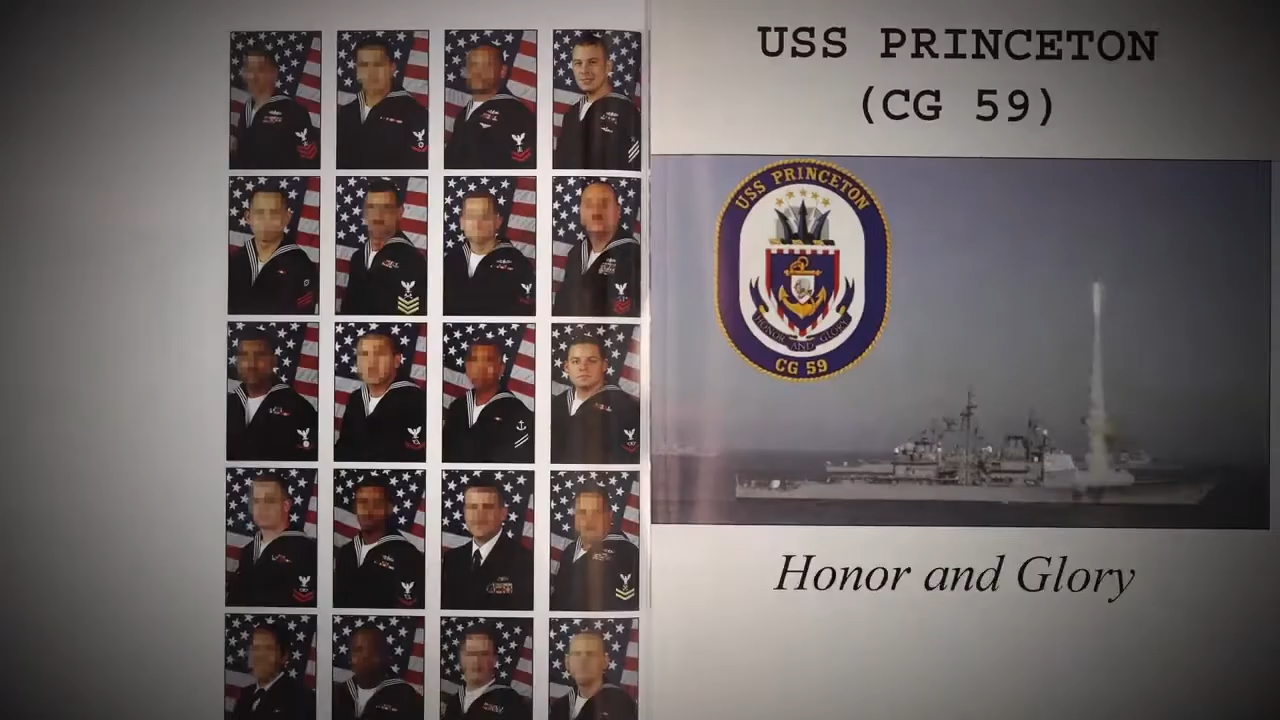 USS PRINCETON
(CG 59)
USS PRINCETON
HONOR AND GLORY
CG 59
Honor and Glory